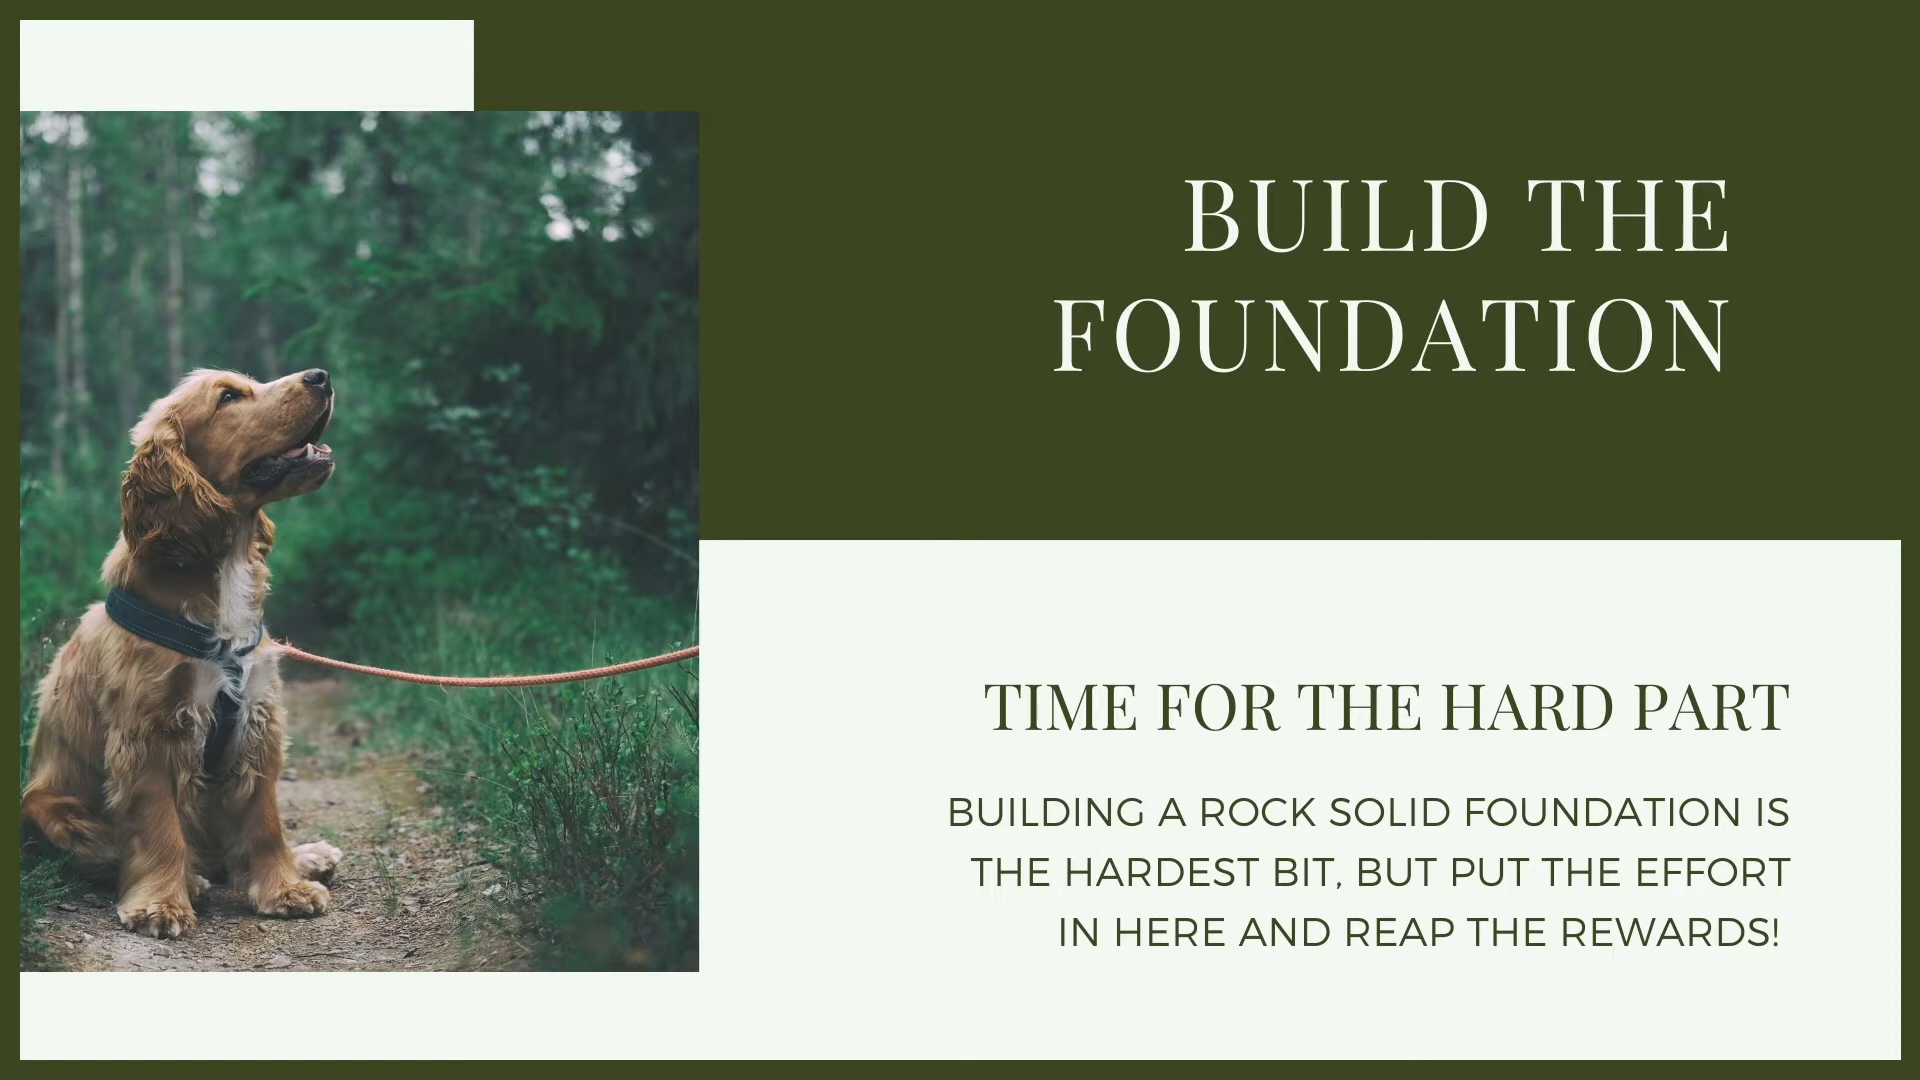 BUILD THE
FOUNDATION
TIME FOR THE HARD PART
BUILDING A ROCK SOLID FOUNDATION IS
THE HARDEST BIT, BUT PUT THE EFFORT
IN HERE AND REAP THE REWARDS!